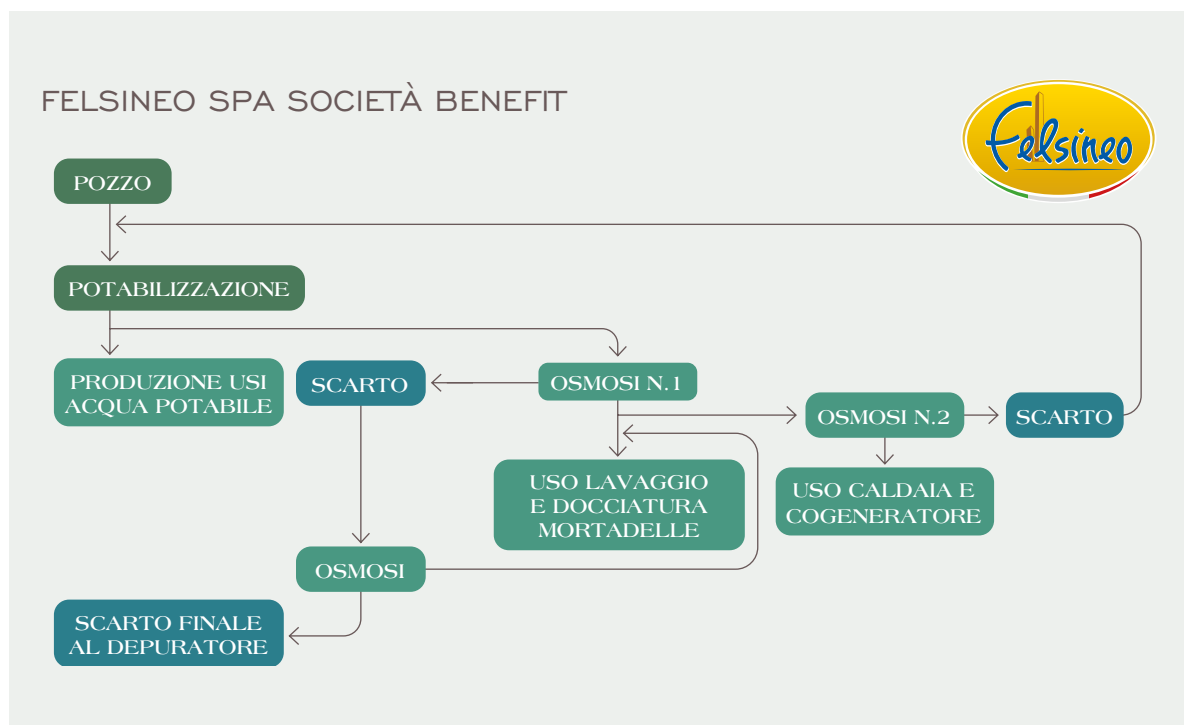 FELSINEO SPA SOCIETÀ BENEFIT
Felsineo
POZZO
POTABILIZZAZIONE
PRODUZIONE USI
ACQUA POTABILE
SCARTO
OSMOSI N.1
OSMOSI N.2
SCARTO
USO LAVAGGIO
E DOCCIATURA
MORTADELLE
USO CALDAIA E
COGENERATORE
OSMOSI
SCARTO FINALE
AL DEPURATORE